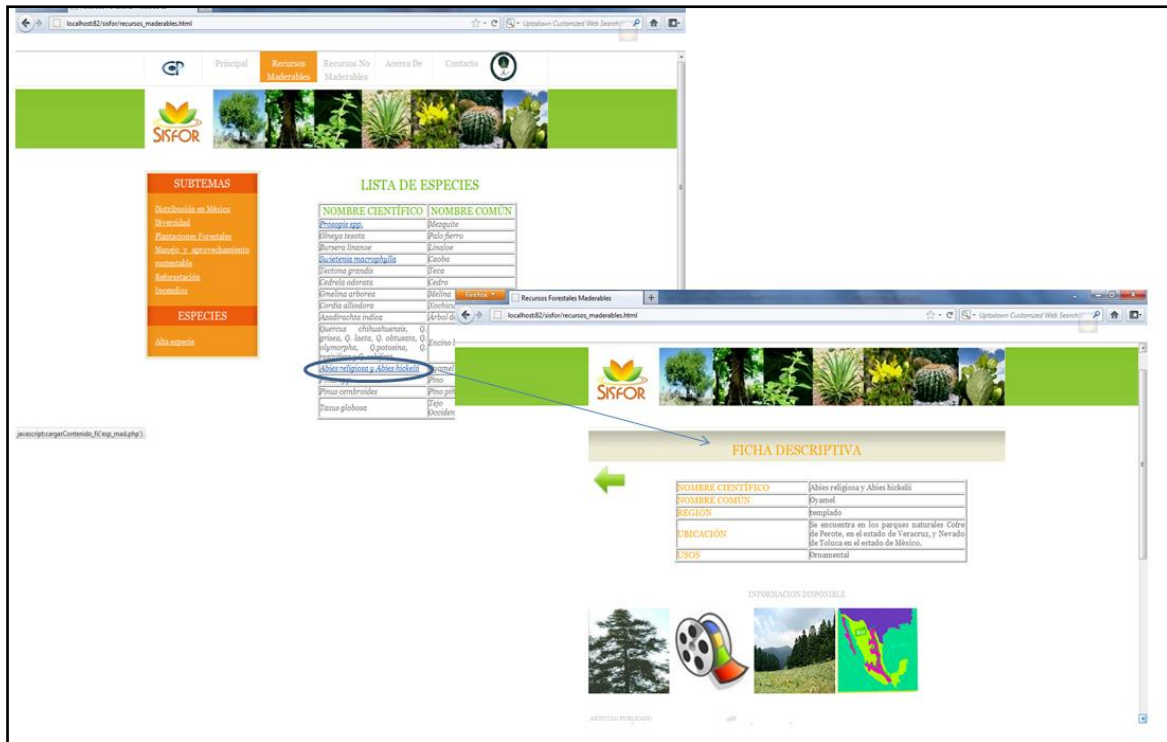 localhost:82/sisfor/recursos_maderables.html
Uptodown Customized Web Search
Principal
Recursos
Maderables
Recursos No
Maderables
Acerca De
Contacto
SISFOR
SUBTEMAS
Distribución en México
Diversidad
Plantaciones Forestales
Manejo y aprovechamiento
sustentable
Reforestación
Incendios
ESPECIES
Alta especie
LISTA DE ESPECIES
NOMBRE CIENTÍFICO NOMBRE COMÚN
Prosopis spp. Mezquite
Olneya tesota Palo fierro
Bursera linanoe Linaloe
Swietenia macrophylla Caoba
Tectona grandis Teca
Cedrela odorata Cedro
Gmelina arborea Melina
Cordia alliodora
Azadirachta indica Arbol
Quercus chihuahuensis, Q.
grisea, Q. laeta, Q. obtusata, Q.
Encino
Abies religiosa y Abies hickelii
Pino
Pinus cembroides
Taxus globosa Tejo
javascript:cargarContenido_fi('esp_mad.php')
Firefox
Recursos Forestales Maderables
localhost:82/sisfor/recursos_maderables.html
Uptodown Customized Web Search
SISFOR
FICHA DESCRIPTIVA
NOMBRE CIENTÍFICO Abies religiosa y Abies hickelii
NOMBRE COMÚN Oyamel
REGIÓN templado
UBICACIÓN
Se encuentra en los parques naturales Cofre
de Perote, en el estado de Veracruz, y Nevado
de Toluca en el estado de México.
USOS Ornamental
INFORMACION DISPONIBLE
ARTICULO PUBLICADO pdf